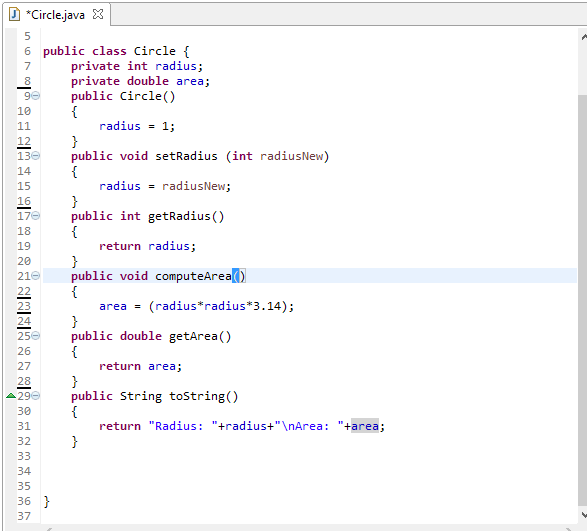 *Circle.java
5
6 public class Circle {
7 private int radius;
8 private double area;
9 public Circle()
10 {
11 radius = 1;
12 }
13 public void setRadius (int radiusNew)
14 {
15 radius = radiusNew;
16 }
17 public int getRadius()
18 {
19 return radius;
20 }
21 public void computeArea()
22 {
23 area = (radius*radius*3.14);
24 }
25 public double getArea()
26 {
27 return area;
28 }
29 public String toString()
30 {
31 return "Radius: "+radius+"\nArea: "+area;
32 }
33
34
35
36 }
37